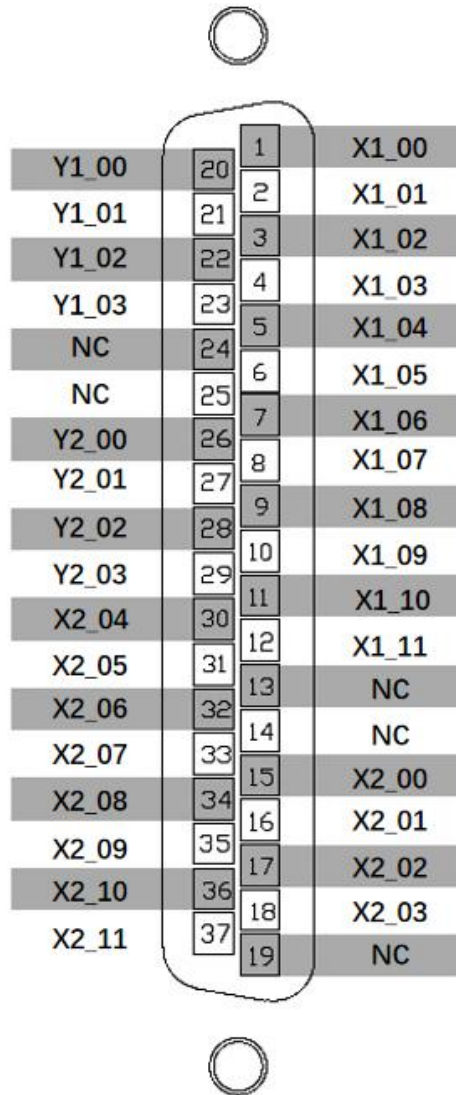 1 X1_00
Y1_00 20
2 X1_01
Y1_01 21
3 X1_02
Y1_02 22
4 X1_03
Y1_03 23
5 X1_04
NC 24
6 X1_05
NC 25
7 X1_06
Y2_00 26
8 X1_07
Y2_01 27
9 X1_08
Y2_02 28
10 X1_09
Y2_03 29
11 X1_10
X2_04 30
12 X1_11
X2_05 31
13 NC
X2_06 32
14 NC
X2_07 33
15 X2_00
X2_08 34
16 X2_01
X2_09 35
17 X2_02
X2_10 36
18 X2_03
X2_11 37
19 NC